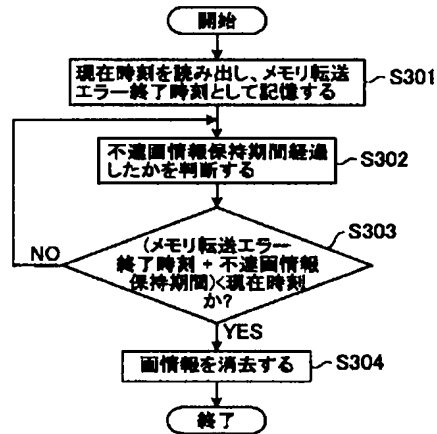 開始
現在時刻を読み出し、メモリ転送
エラー終了時刻として記憶する
S301
不達画情報保持期間経過
したかを判断する
S302
(メモリ転送エラー
終了時刻 + 不達画情報
保持期間)<現在時刻
か?
S303
NO
YES
画情報を消去する
S304
終了